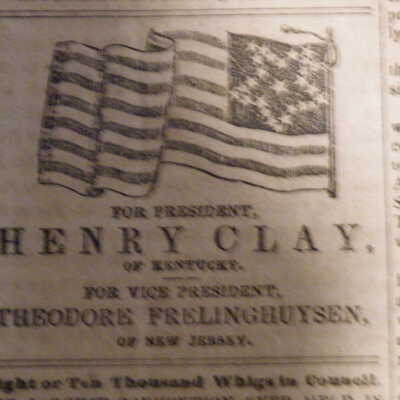 FOR PRESIDENT,
HENRY CLAY,
OF KENTUCKY.
FOR VICE PRESIDENT,
THEODORE FRELINGHUYSEN,
OF NEW JERSEY.
ight or Ten Thousand Whigs in Council.